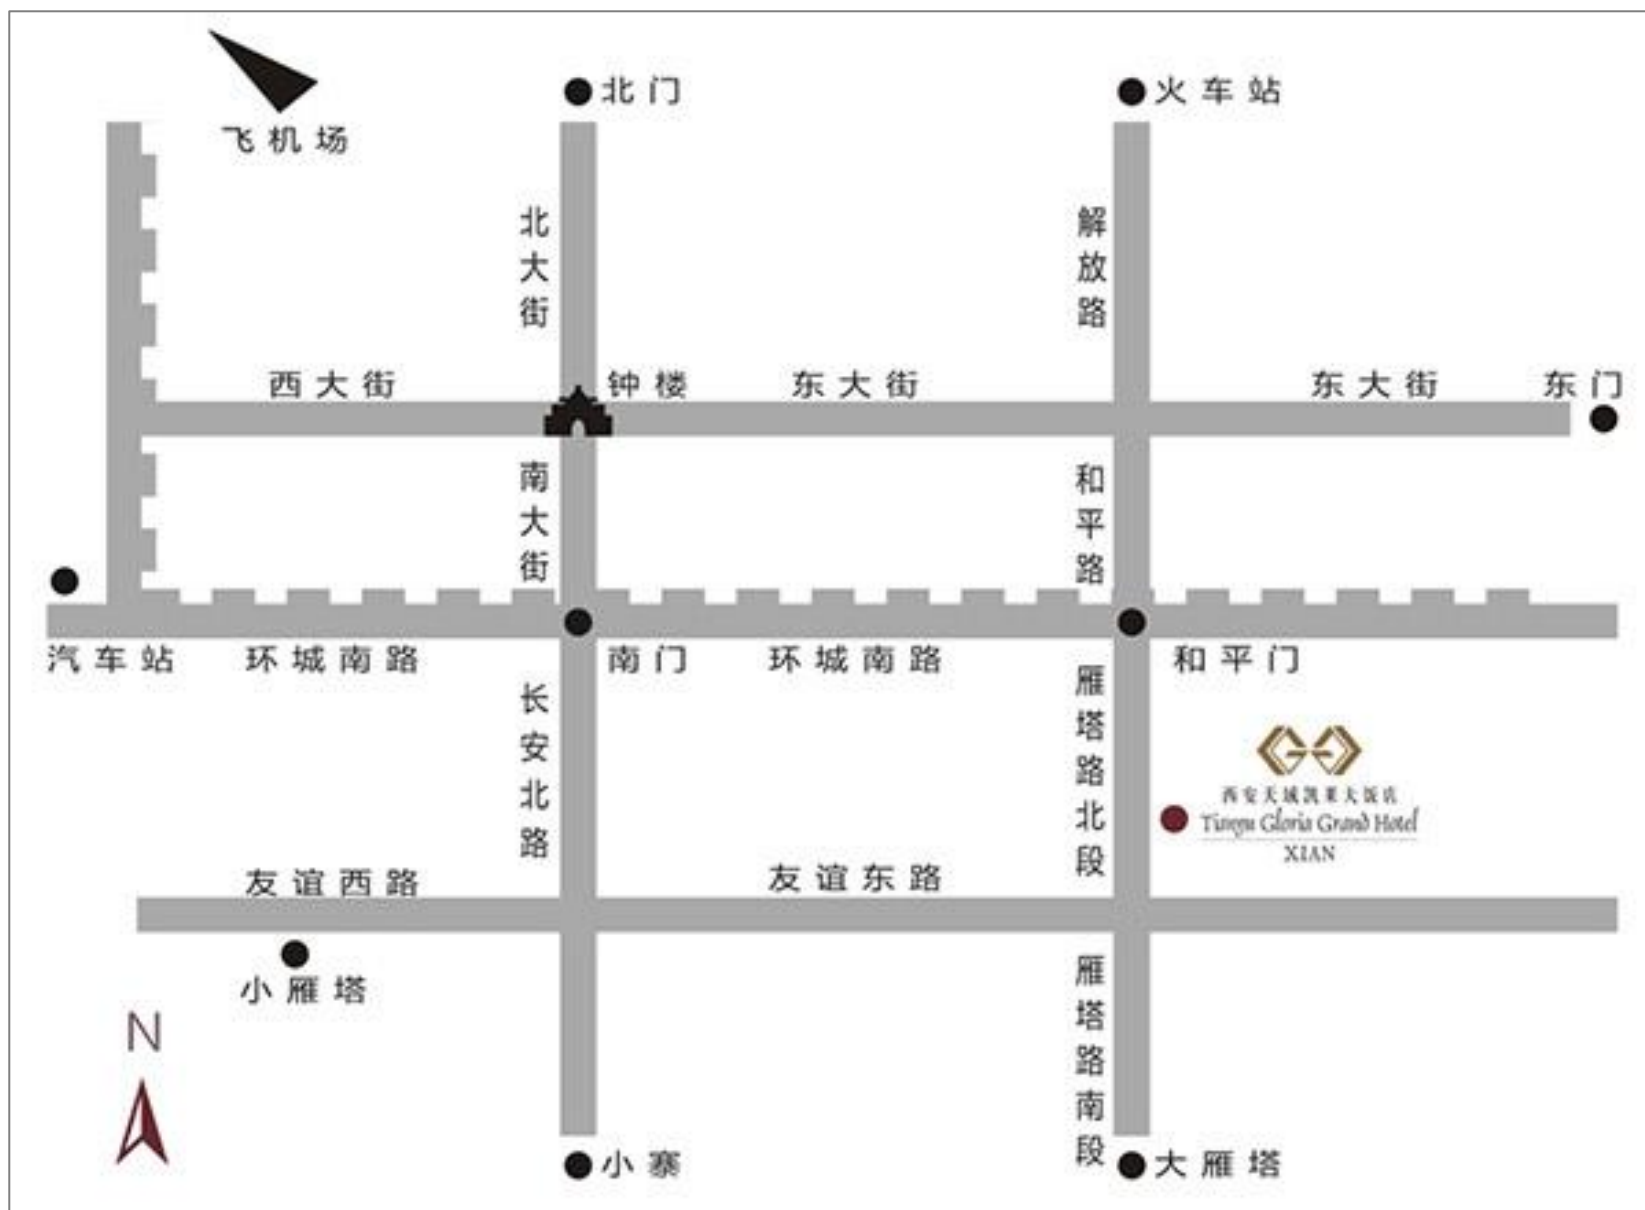 北门
火车站
飞机场
北大街
解放路
西大街
钟楼
东大街
东大街
东门
南大街
和平路
汽车站
环城南路
南门
环城南路
和平门
长安北路
雁塔路北段
西安天域凯莱大饭店
Tianyu Gloria Grand Hotel
XIAN
友谊西路
友谊东路
小雁塔
雁塔路南段
N
小寨
大雁塔